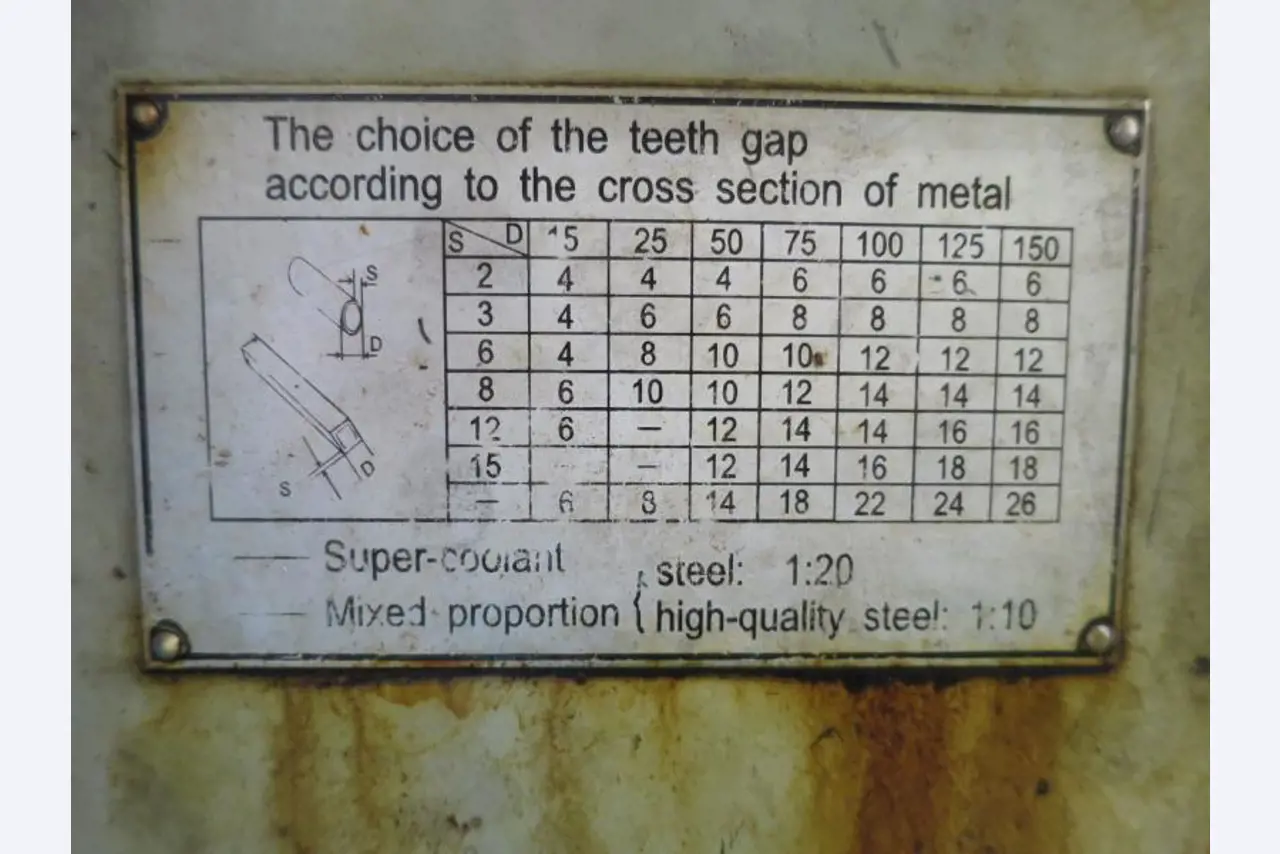 The choice of the teeth gap
according to the cross section of metal
S D 15 25 50 75 100 125 150
2 4 4 4 6 6 6 6
3 4 6 6 8 8 8 8
6 4 8 10 10 12 12 12
8 6 10 10 12 14 14 14
12 6 — 12 14 14 16 16
15 — 12 14 16 18 18
— 6 8 14 18 22 24 26
S
D
D
S
— Super-coolant
— Mixed proportion { steel: 1:20
high-quality steel: 1:10